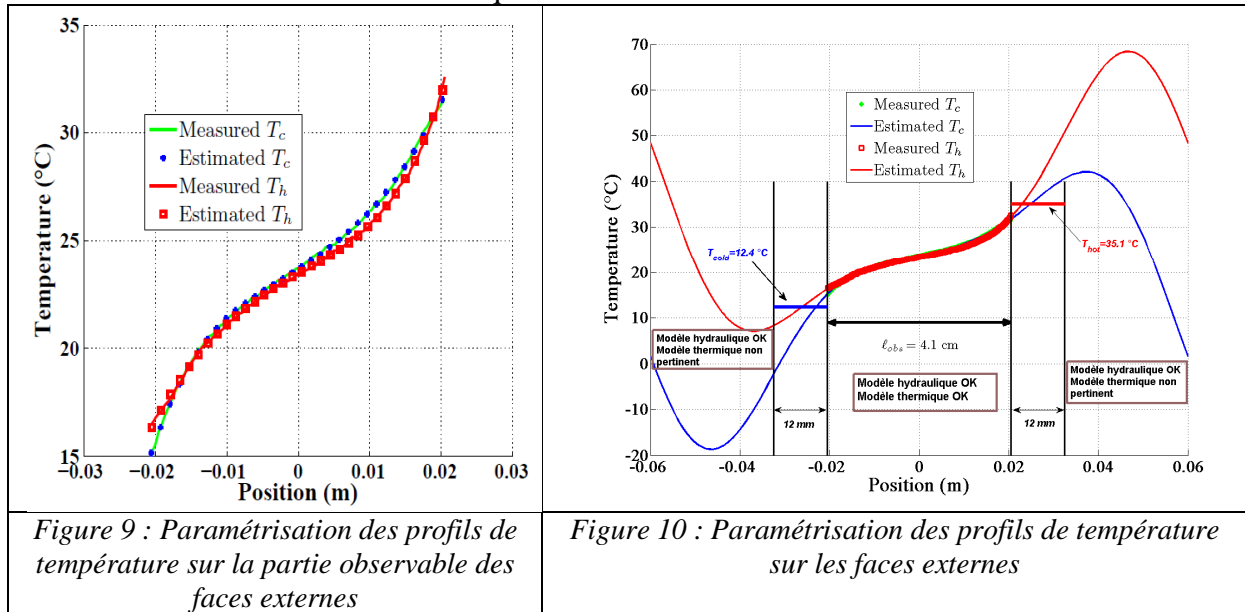 35
30
25
20
15
Temperature (°C)
Measured T_c
Estimated T_c
Measured T_h
Estimated T_h
−0.03
−0.02
−0.01
0
0.01
0.02
0.03
Position (m)
70
60
50
40
30
20
10
0
-10
-20
Temperature (°C)
Measured T_c
Estimated T_c
Measured T_h
Estimated T_h
T_cold=12.4 °C
T_hot=35.1 °C
Modèle hydraulique OK
Modèle thermique non
pertinent
ℓ_obs = 4.1 cm
Modèle hydraulique OK
Modèle thermique OK
Modèle hydraulique OK
Modèle thermique non
pertinent
12 mm
12 mm
-0.06
-0.04
-0.02
0.0
0.02
0.04
0.06
Position (m)
Figure 9 : Paramétrisation des profils de
température sur la partie observable des
faces externes
Figure 10 : Paramétrisation des profils de température
sur les faces externes